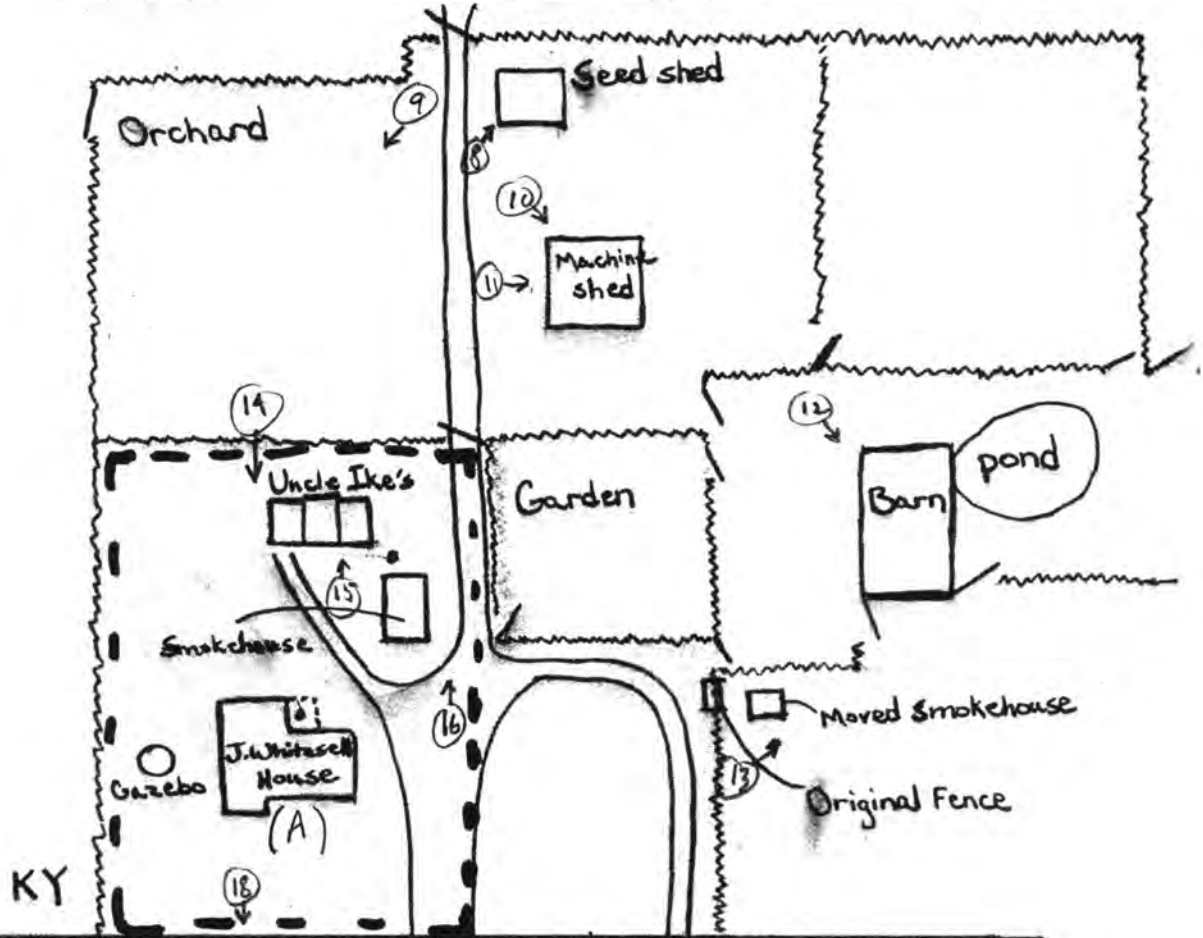 Seed shed
9
Orchard
8
10
Machine
shed
11
14
12
Uncle Ike's
Garden
Barn
pond
15
Smokehouse
16
Moved Smokehouse
J. Whitesell
House
Gazebo
13
Original Fence
(A)
KY
18